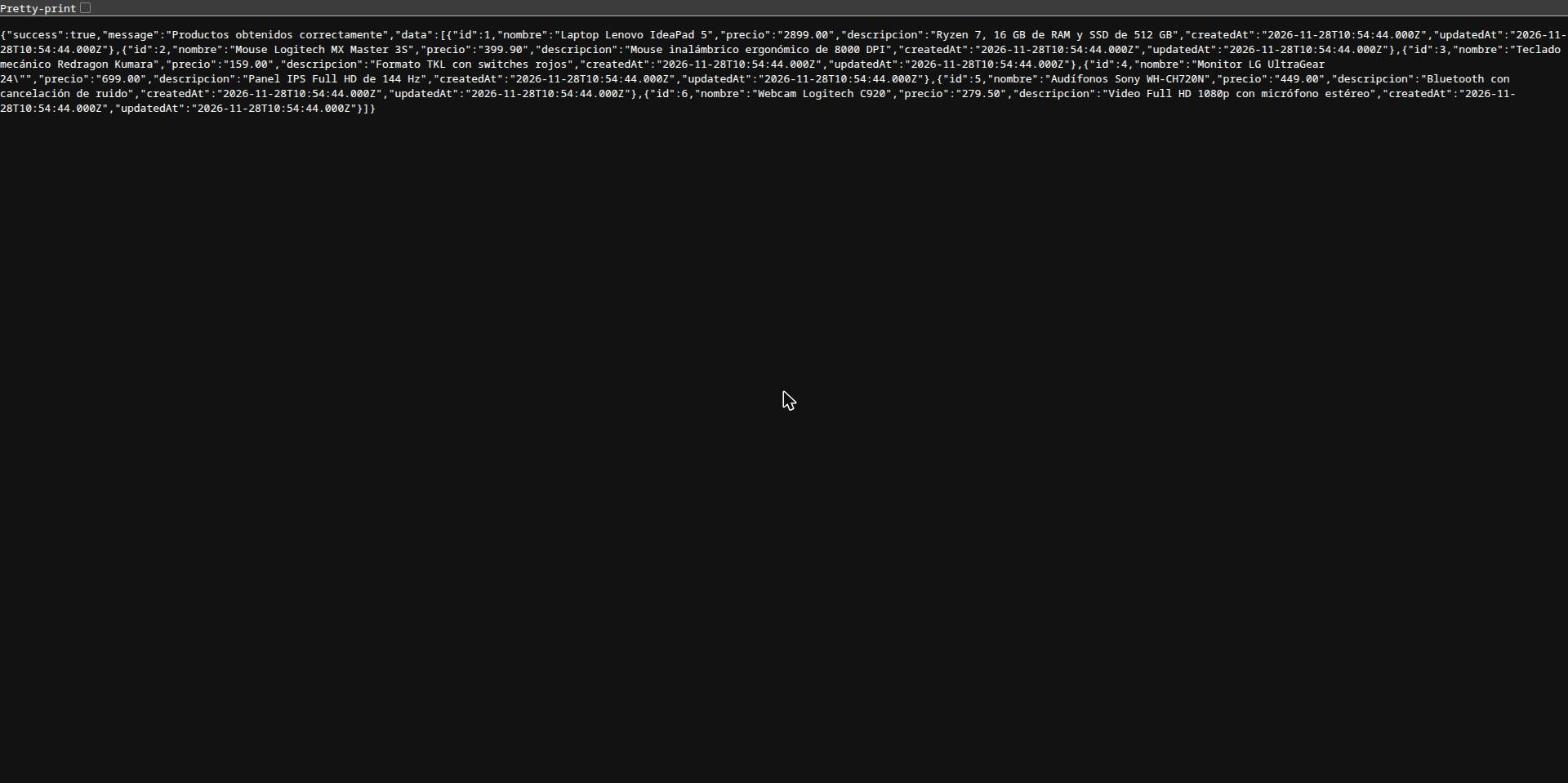 Pretty-print
{"success":true,"message":"Productos obtenidos correctamente","data":[{"id":1,"nombre":"Laptop Lenovo IdeaPad 5","precio":"2899.00","descripcion":"Ryzen 7, 16 GB de RAM y SSD de 512 GB","createdAt":"2026-11-28T10:54:44.000Z","updatedAt":"2026-11-
28T10:54:44.000Z"},{"id":2,"nombre":"Mouse Logitech MX Master 3S","precio":"399.90","descripcion":"Mouse inalámbrico ergonómico de 8000 DPI","createdAt":"2026-11-28T10:54:44.000Z","updatedAt":"2026-11-28T10:54:44.000Z"},{"id":3,"nombre":"Teclado
mecánico Redragon Kumara","precio":"159.00","descripcion":"Formato TKL con switches rojos","createdAt":"2026-11-28T10:54:44.000Z","updatedAt":"2026-11-28T10:54:44.000Z"},{"id":4,"nombre":"Monitor LG UltraGear
24\"","precio":"699.00","descripcion":"Panel IPS Full HD de 144 Hz","createdAt":"2026-11-28T10:54:44.000Z","updatedAt":"2026-11-28T10:54:44.000Z"},{"id":5,"nombre":"Audífonos Sony WH-CH720N","precio":"449.00","descripcion":"Bluetooth con
cancelación de ruido","createdAt":"2026-11-28T10:54:44.000Z","updatedAt":"2026-11-28T10:54:44.000Z"},{"id":6,"nombre":"Webcam Logitech C920","precio":"279.50","descripcion":"Video Full HD 1080p con micrófono estéreo","createdAt":"2026-11-
28T10:54:44.000Z","updatedAt":"2026-11-28T10:54:44.000Z"}]}